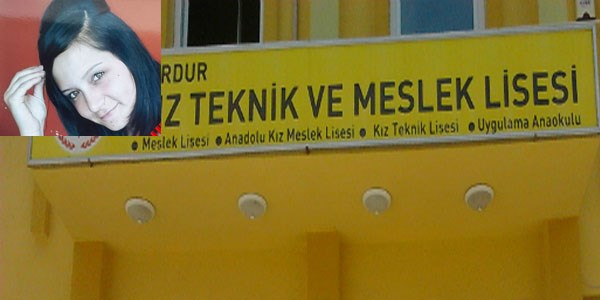 RDUR
Z TEKNİK VE MESLEK LİSESİ
● Meslek Lisesi ● Anadolu Kız Meslek Lisesi ● Kız Teknik Lisesi ● Uygulama Anaokulu